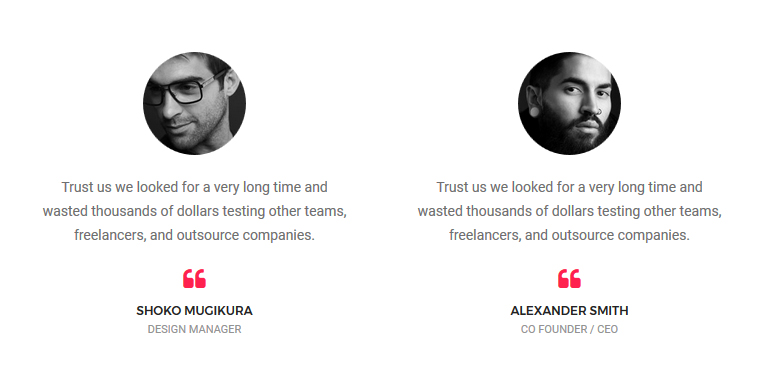 Trust us we looked for a very long time and
wasted thousands of dollars testing other teams,
freelancers, and outsource companies.
SHOKO MUGIKURA
DESIGN MANAGER
Trust us we looked for a very long time and
wasted thousands of dollars testing other teams,
freelancers, and outsource companies.
ALEXANDER SMITH
CO FOUNDER / CEO